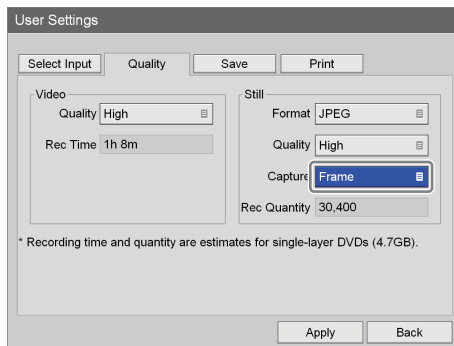 User Settings
Select Input Quality Save Print
Video
Quality High
Rec Time 1h 8m
Still
Format JPEG
Quality High
Capture Frame
Rec Quantity 30,400
* Recording time and quantity are estimates for single-layer DVDs (4.7GB).
Apply Back